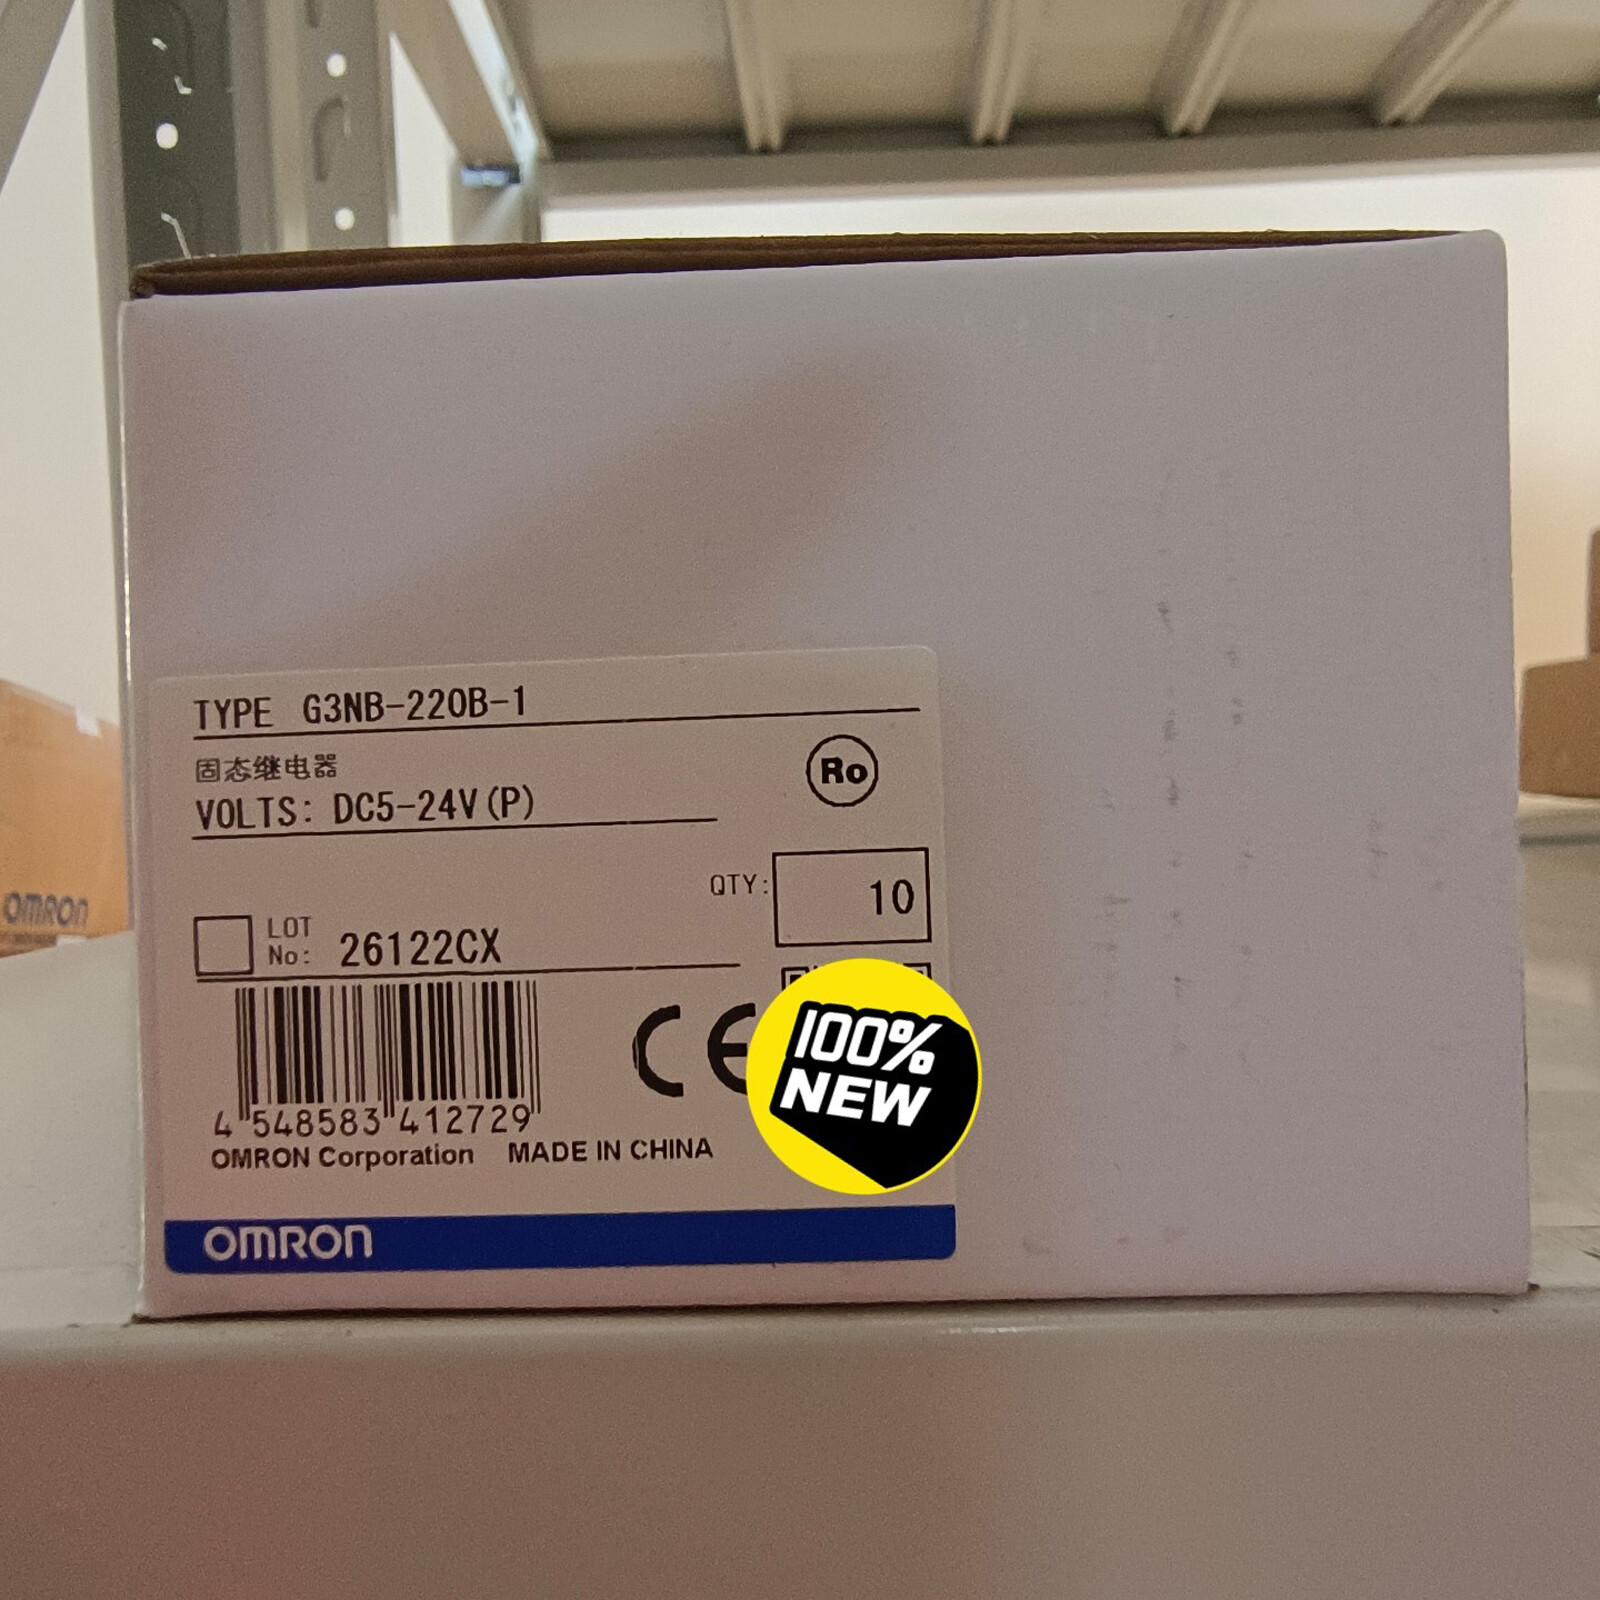 TYPE G3NB-220B-1
固态继电器
Ro
VOLTS: DC5-24V(P)
QTY: 10
LOT No: 26122CX
CE
4 548583 412729
OMRON Corporation MADE IN CHINA
100% NEW
OMRON
OMRON